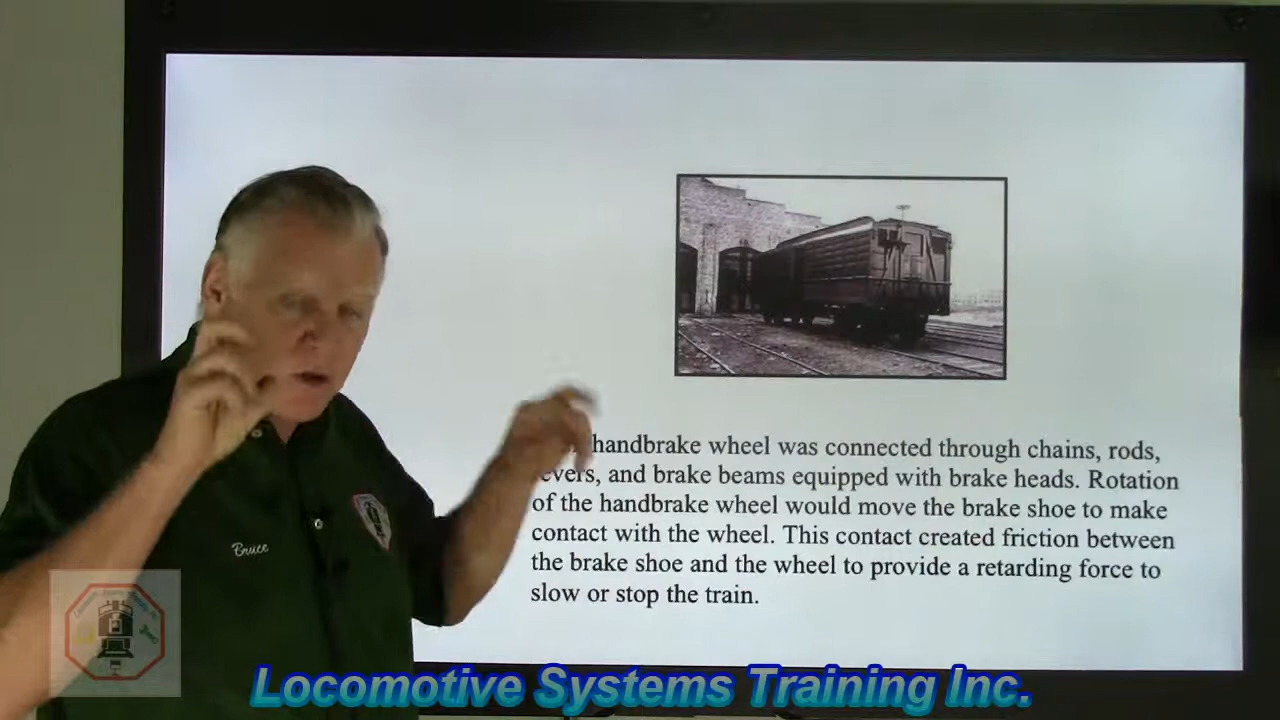 handbrake wheel was connected through chains, rods,
evers, and brake beams equipped with brake heads. Rotation
of the handbrake wheel would move the brake shoe to make
contact with the wheel. This contact created friction between
the brake shoe and the wheel to provide a retarding force to
slow or stop the train.
Bruce
Locomotive Systems Training Inc.